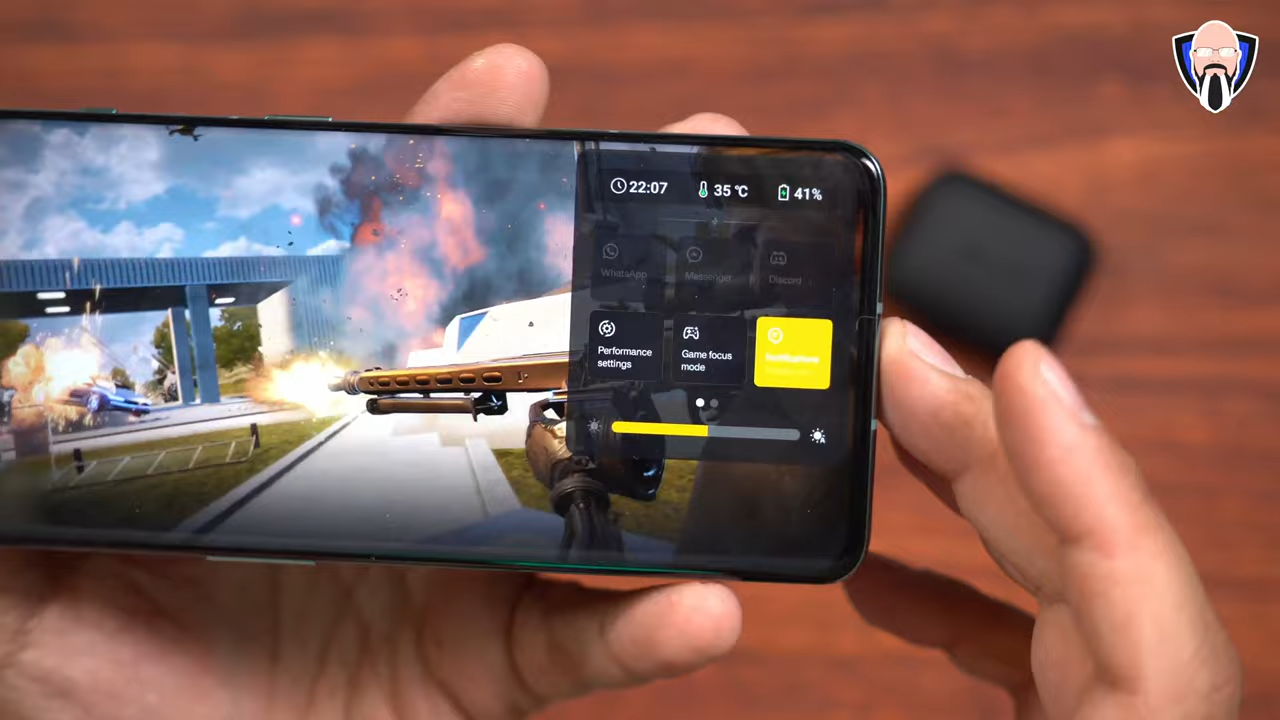 22:07 35 ℃ 41%
WhatsApp Messenger Discord
Performance settings
Game focus mode
Notifications